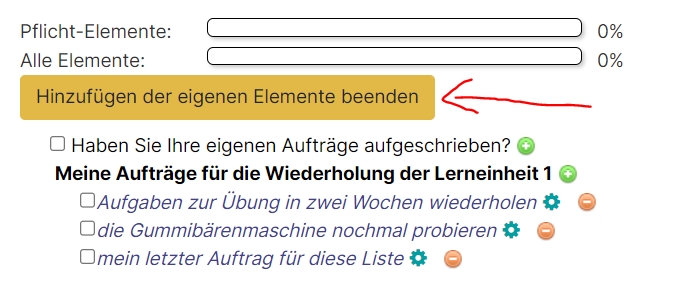 Pflicht-Elemente: 0%
Alle Elemente: 0%
Hinzufügen der eigenen Elemente beenden
Haben Sie Ihre eigenen Aufträge aufgeschrieben?
Meine Aufträge für die Wiederholung der Lerneinheit 1
Aufgaben zur Übung in zwei Wochen wiederholen
die Gummibärenmaschine nochmal probieren
mein letzter Auftrag für diese Liste